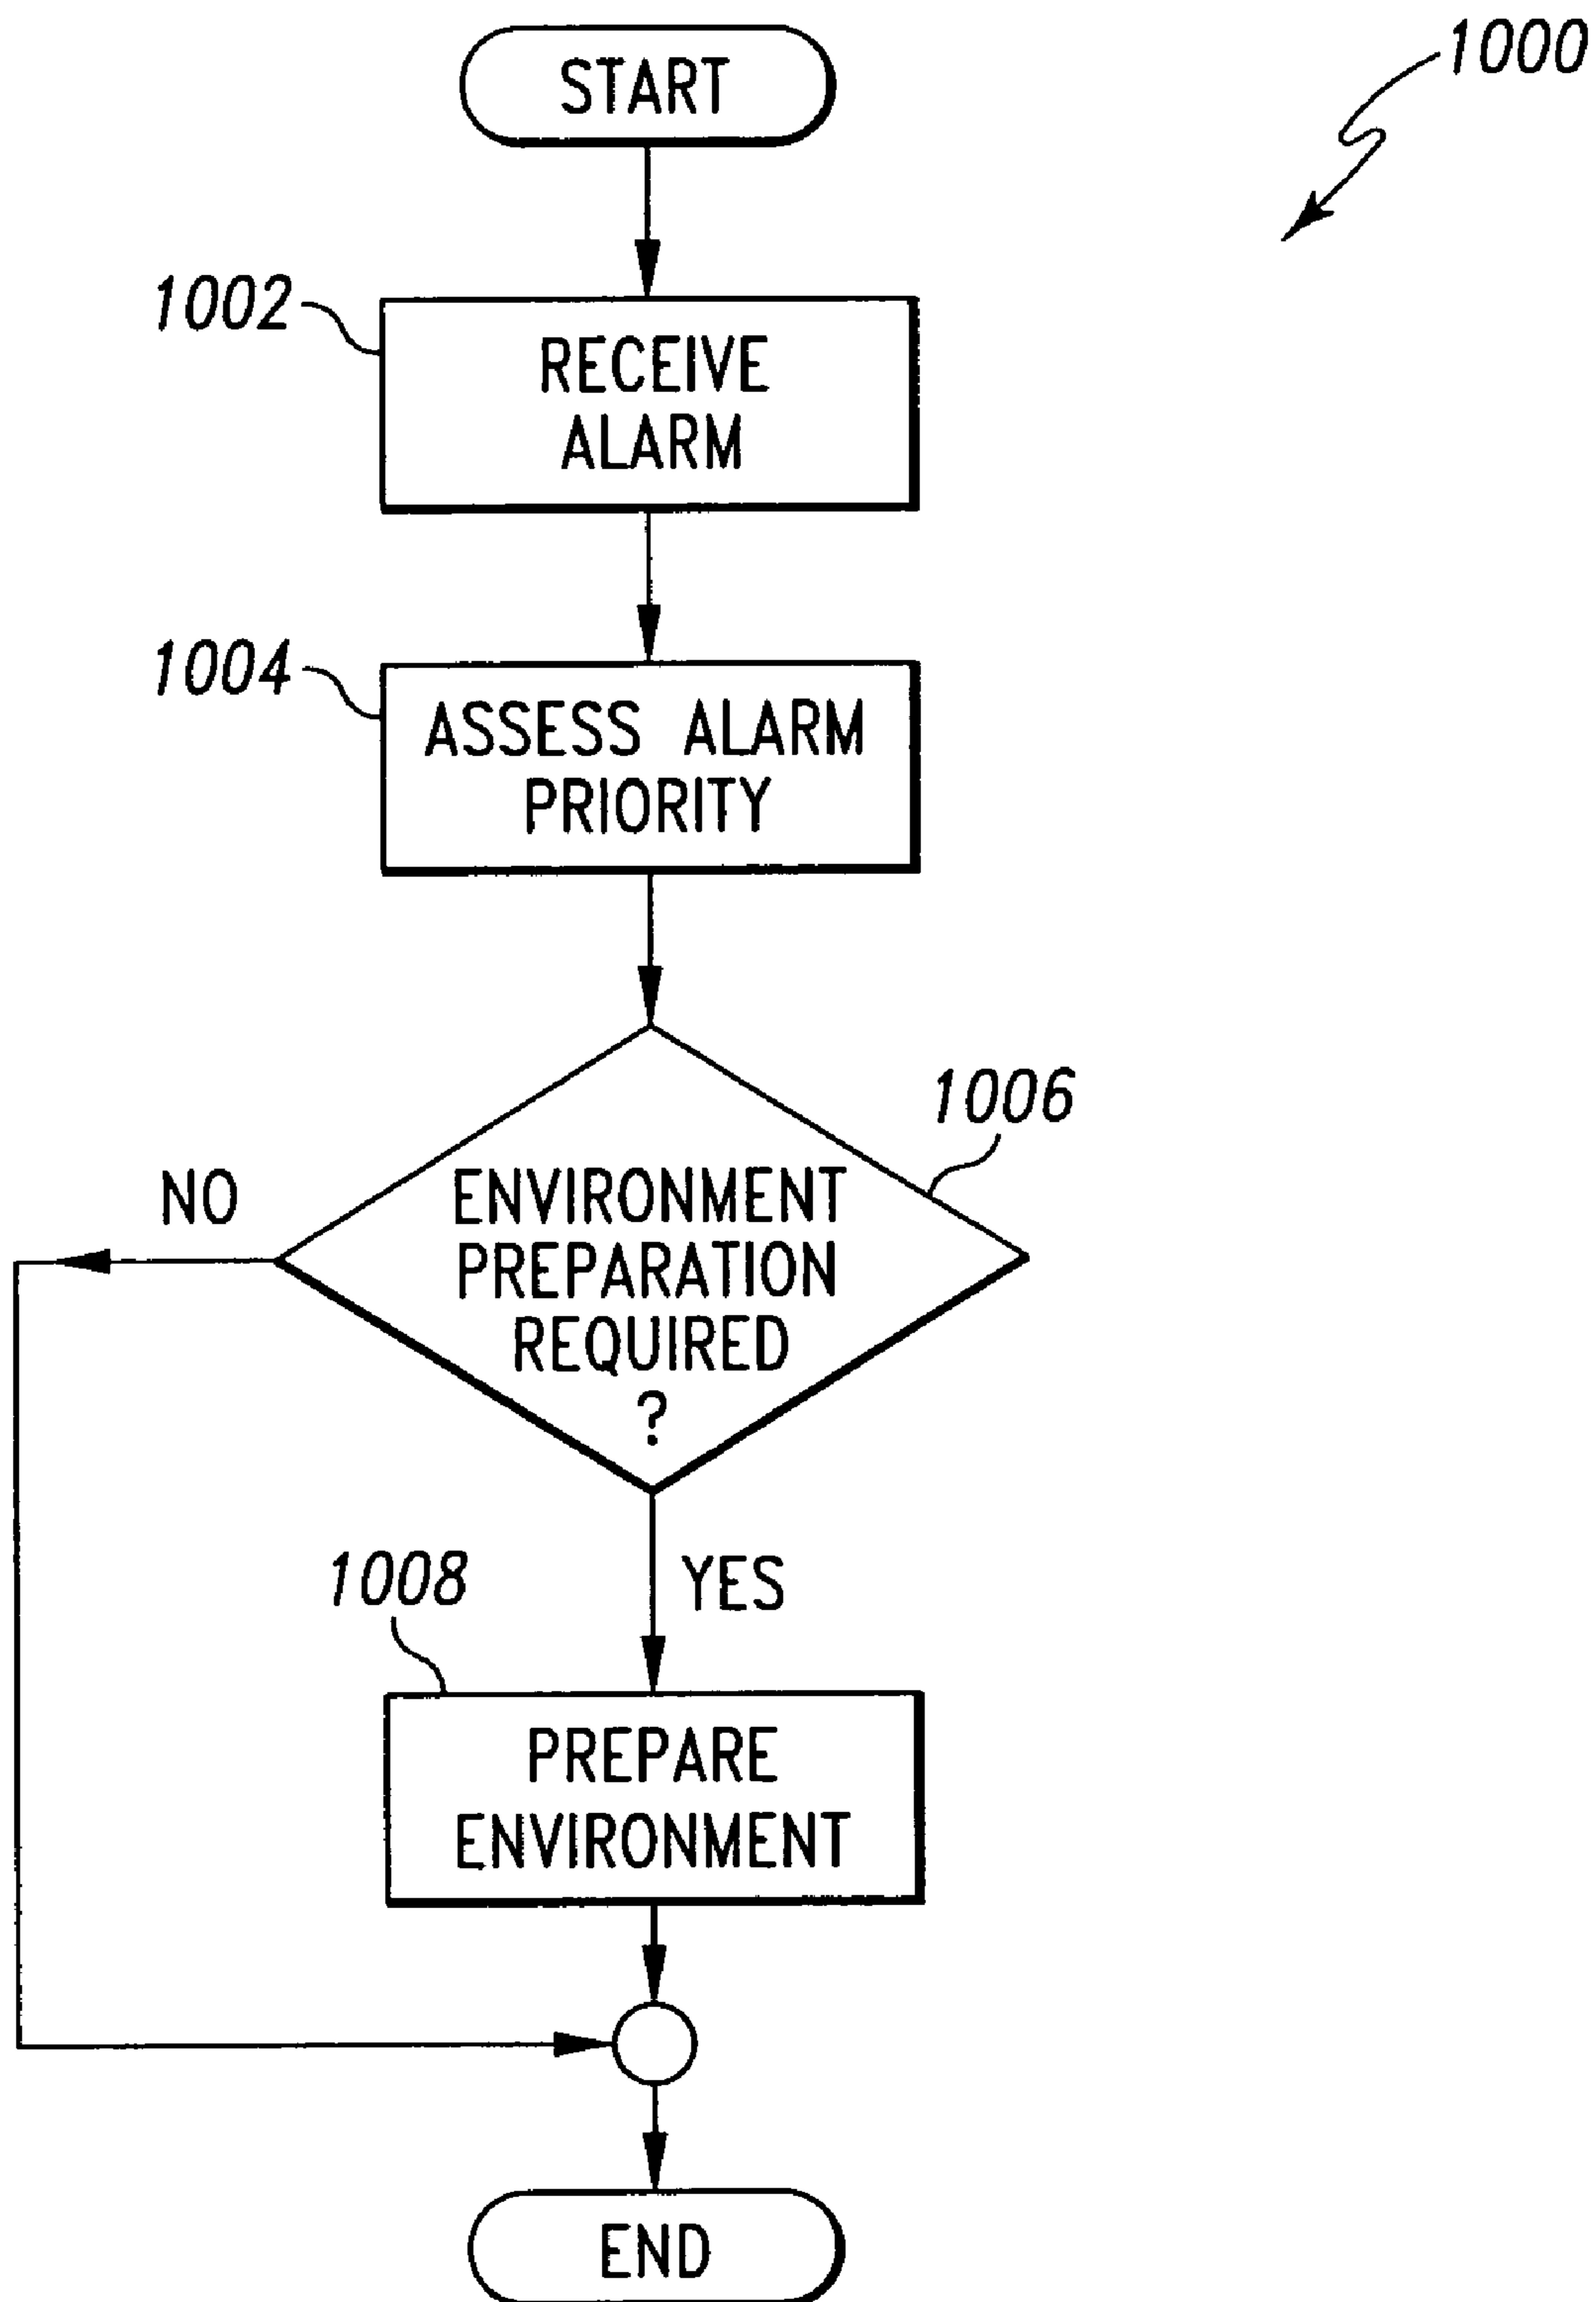 START
1000
1002
RECEIVE
ALARM
1004
ASSESS ALARM
PRIORITY
1006
NO
ENVIRONMENT
PREPARATION
REQUIRED
?
1008
YES
PREPARE
ENVIRONMENT
END